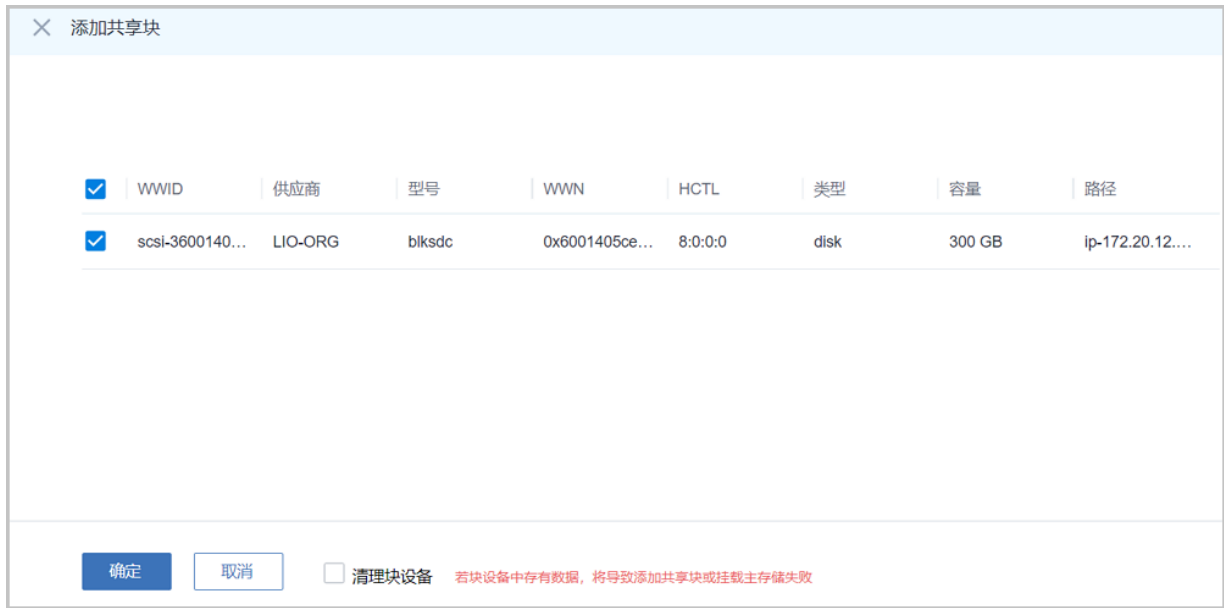 添加共享块
WWID 供应商 型号 WWN HCTL 类型 容量 路径
scsi-3600140... LIO-ORG blksdc 0x6001405ce... 8:0:0:0 disk 300 GB ip-172.20.12....
确定 取消 清理块设备 若块设备中存有数据，将导致添加共享块或挂载主存储失败